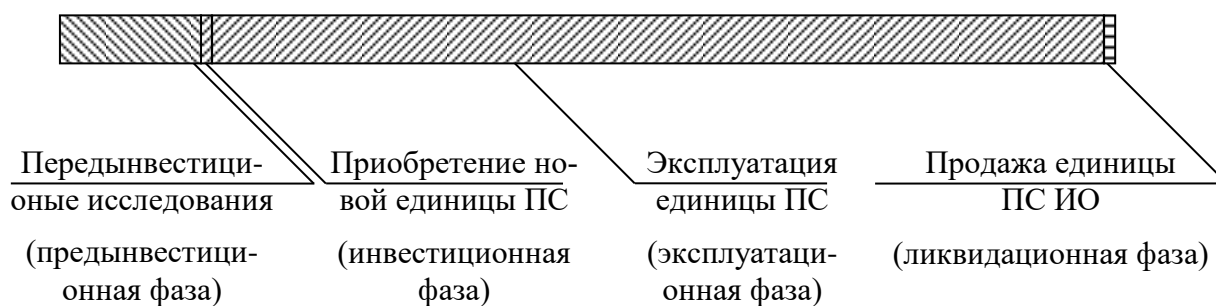 Передынвестици-
оные исследования
(предынвестици-
онная фаза)
Приобретение но-
вой единицы ПС
(инвестиционная
фаза)
Эксплуатация
единицы ПС
(эксплуатаци-
онная фаза)
Продажа единицы
ПС ИО
(ликвидационная фаза)